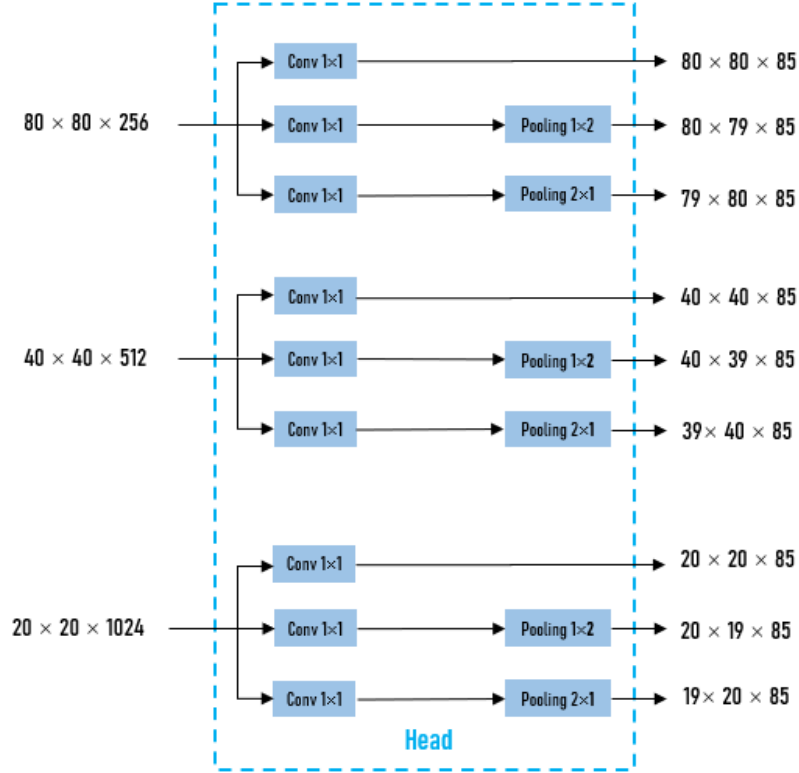 Conv 1×1
80 × 80 × 85
80 × 80 × 256
Conv 1×1
Pooling 1×2
80 × 79 × 85
Conv 1×1
Pooling 2×1
79 × 80 × 85
Conv 1×1
40 × 40 × 85
40 × 40 × 512
Conv 1×1
Pooling 1×2
40 × 39 × 85
Conv 1×1
Pooling 2×1
39× 40 × 85
Conv 1×1
20 × 20 × 85
20 × 20 × 1024
Conv 1×1
Pooling 1×2
20 × 19 × 85
Conv 1×1
Pooling 2×1
19× 20 × 85
Head